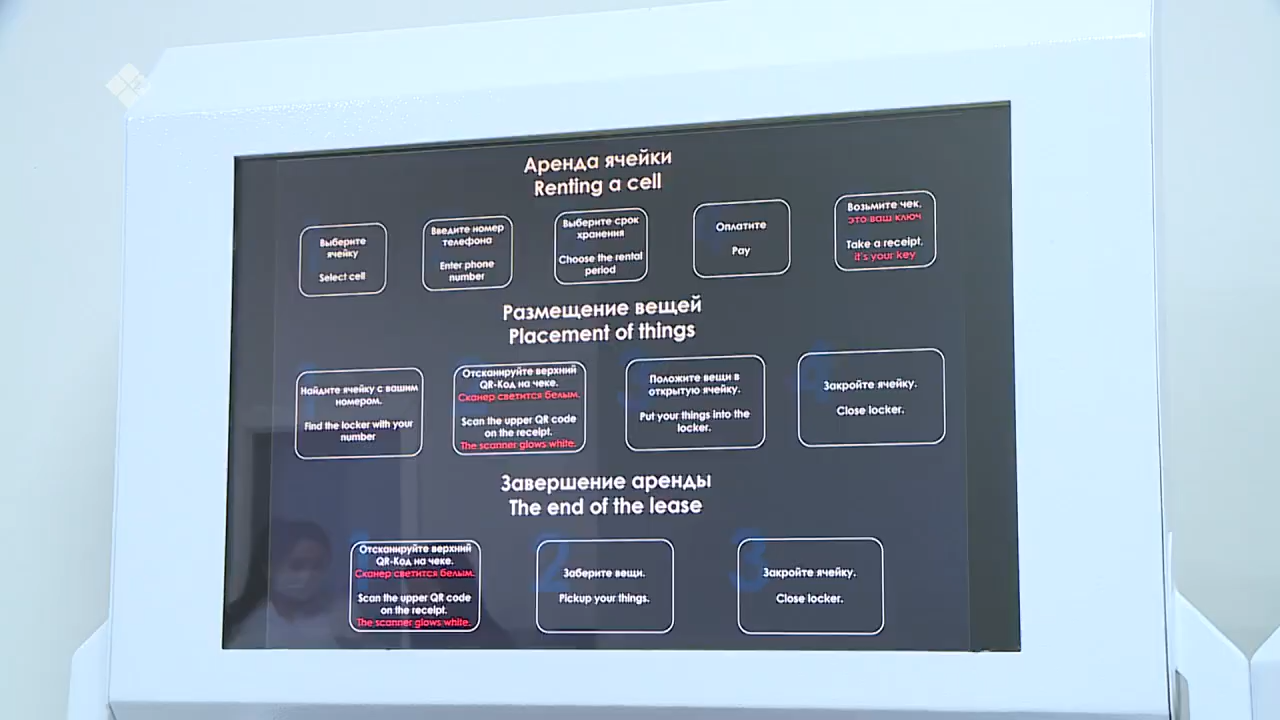 Аренда ячейки
Renting a cell
Выберите
ячейку
Select cell
Введите номер
телефона
Enter phone
number
Выберите срок
хранения
Choose the rental
period
Оплатите
Pay
Возьмите чек.
это ваш ключ
Take a receipt.
it's your key
Размещение вещей
Placement of things
Найдите ячейку с вашим
номером.
Find the locker with your
number
2
Отсканируйте верхний
QR-Код на чеке.
Сканер светится белым.
Scan the upper QR code
on the receipt.
The scanner glows white.
3
Положите вещи в
открытую ячейку.
Put your things into the
locker.
4
Закройте ячейку.
Close locker.
Завершение аренды
The end of the lease
1
Отсканируйте верхний
QR-Код на чеке.
Сканер светится белым.
Scan the upper QR code
on the receipt.
The scanner glows white.
2
Заберите вещи.
Pickup your things.
3
Закройте ячейку.
Close locker.